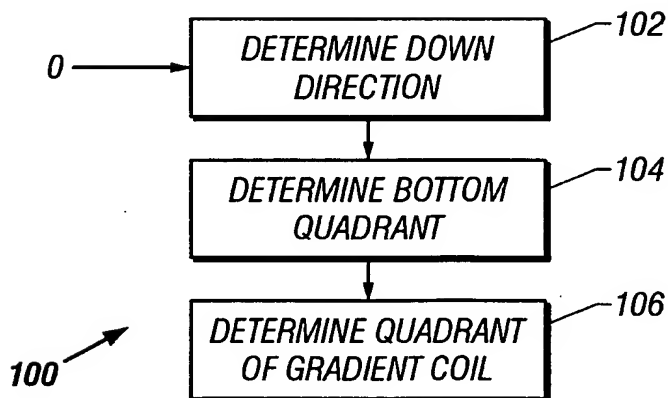 102
0
DETERMINE DOWN
DIRECTION
104
DETERMINE BOTTOM
QUADRANT
106
DETERMINE QUADRANT
OF GRADIENT COIL
100